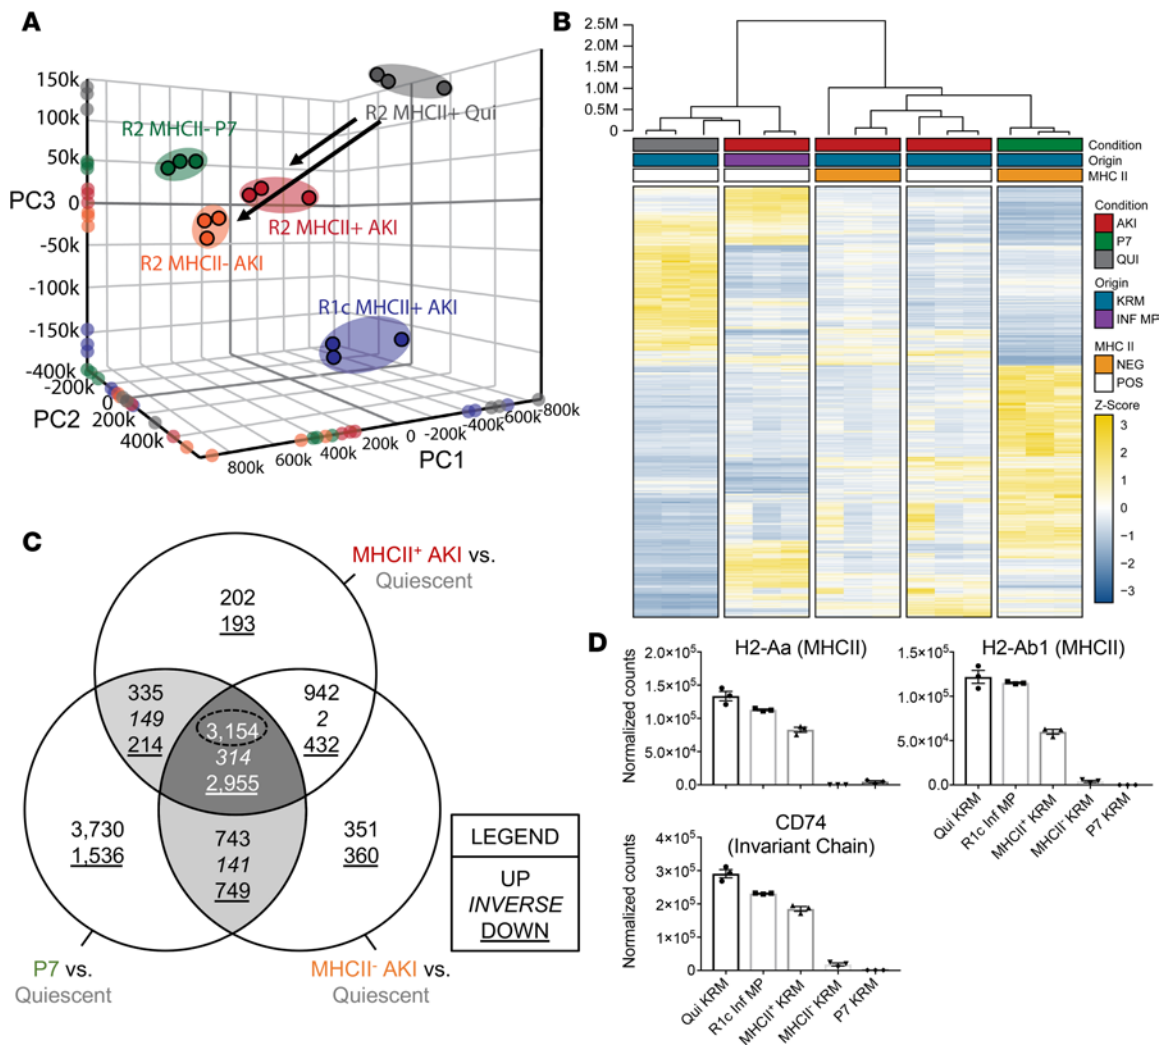 A
150k
100k
50k
PC3
0
-50k
-100k
-150k
-400k
-200k
0
PC2
200k
400k
800k
600k
400k
200k
0
-200k
-400k
-600k
-800k
PC1
R2 MHCII+ Qui
R2 MHCII- P7
R2 MHCII+ AKI
R2 MHCII- AKI
R1c MHCII+ AKI
B
2.5M
2.0M
1.5M
1.0M
0.5M
0
Condition
Origin
MHC II
Condition
AKI
P7
QUI
Origin
KRM
INF MP
MHC II
NEG
POS
Z-Score
3
2
1
0
−1
−2
−3
C
MHCII+ AKI vs.
Quiescent
202
193
335
149
214
942
2
432
3,154
314
2,955
3,730
1,536
743
141
749
351
360
P7 vs.
Quiescent
MHCII- AKI vs.
Quiescent
LEGEND
UP
INVERSE
DOWN
D
H2-Aa (MHCII)
Normalized counts
2.0×10⁵
1.5×10⁵
1.0×10⁵
5.0×10⁴
0.0
H2-Ab1 (MHCII)
1.5×10⁵
1.0×10⁵
5.0×10⁴
0.0
Qui KRM
R1c Inf MP
MHCII+ KRM
MHCII- KRM
P7 KRM
CD74
(Invariant Chain)
Normalized counts
4×10⁵
3×10⁵
2×10⁵
1×10⁵
0
Qui KRM
R1c Inf MP
MHCII+ KRM
MHCII- KRM
P7 KRM